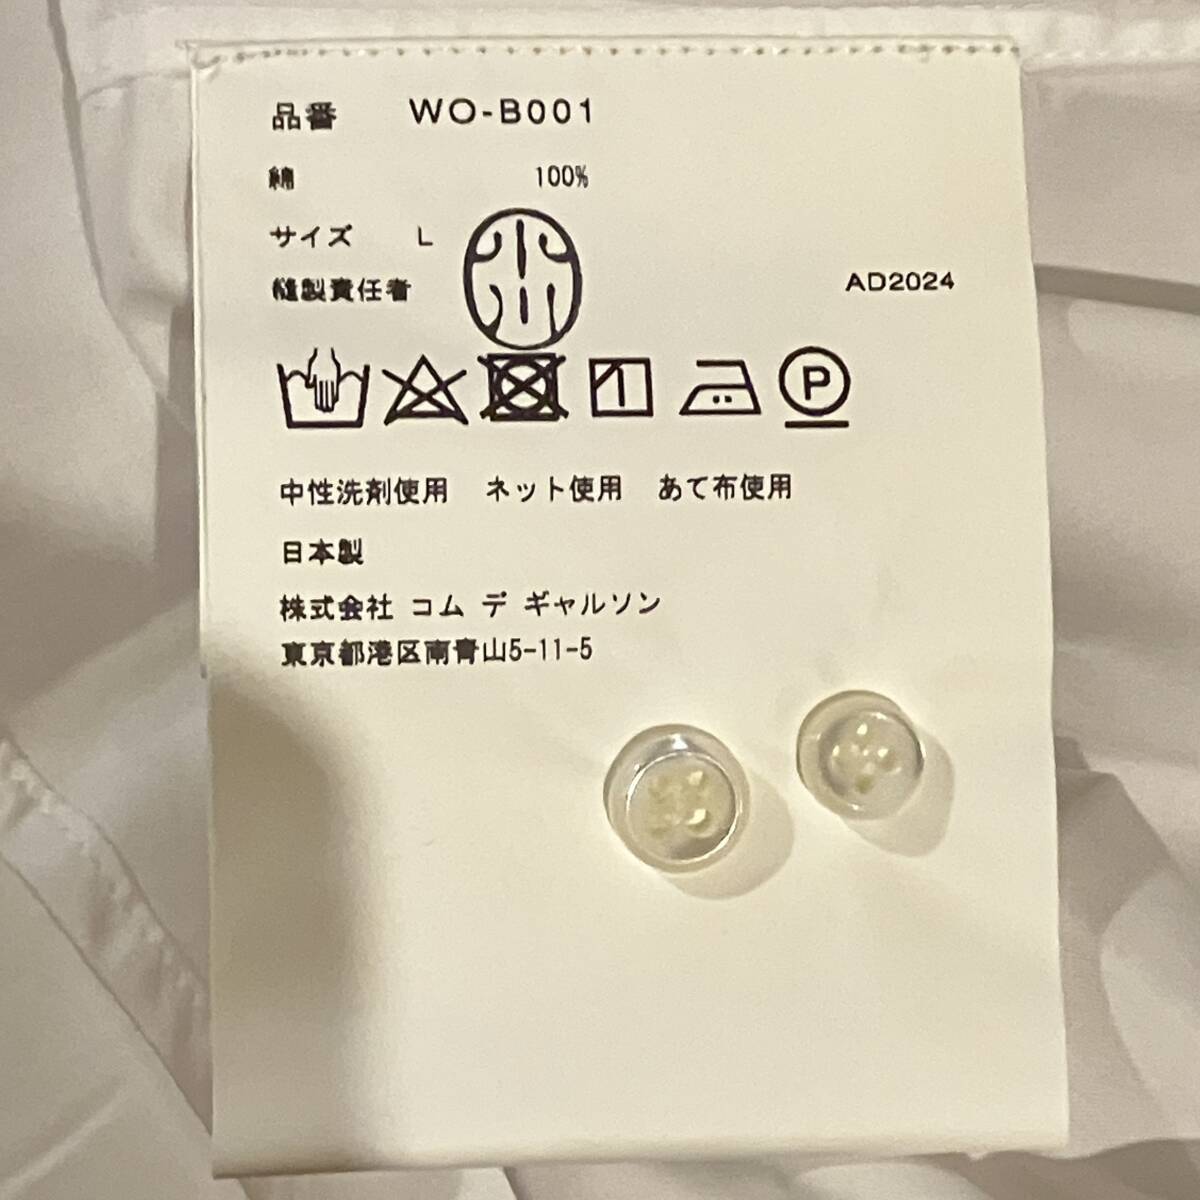 品番 WO-B001
綿 100%
サイズ L
縫製責任者
AD2024
P
中性洗剤使用 ネット使用 あて布使用
日本製
株式会社 コム デ ギャルソン
東京都港区南青山5-11-5